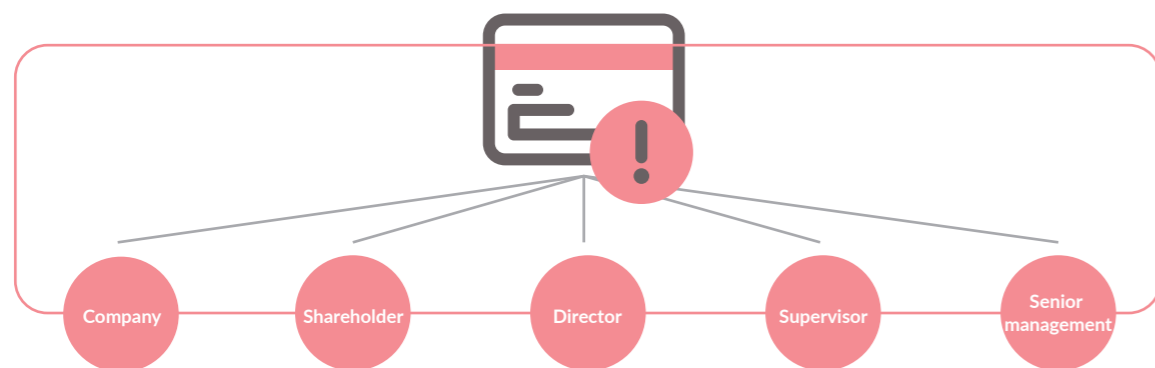 Company
Shareholder
Director
Supervisor
Senior
management